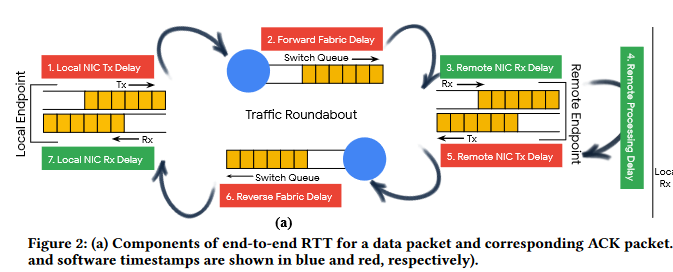 2. Forward Fabric Delay
Switch Queue
1. Local NIC Tx Delay
Tx
3. Remote NIC Rx Delay
Rx
Local Endpoint
Traffic Roundabout
Remote Endpoint
4. Remote Processing Delay
Rx
Tx
7. Local NIC Rx Delay
5. Remote NIC Tx Delay
Switch Queue
6. Reverse Fabric Delay
Loca
Rx
(a)
Figure 2: (a) Components of end-to-end RTT for a data packet and corresponding ACK packet.
and software timestamps are shown in blue and red, respectively).